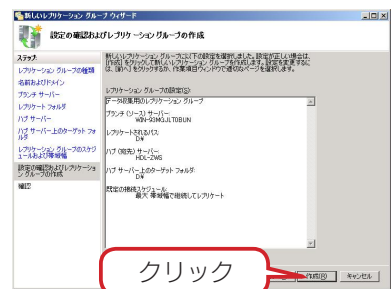 新しいレプリケーション グループ ウィザード
設定の確認およびレプリケーション グループの作成
ステップ:
レプリケーション グループの種類
名前およびドメイン
ブランチ サーバー
レプリケート フォルダ
ハブ サーバー
ハブ サーバー上のターゲット フォ
ルダ
レプリケーション グループのスケジ
ュールおよび帯域幅
設定の確認およびレプリケーショ
ン グループの作成
確認
新しいレプリケーション グループに以下の設定を選択しました。設定が正しい場合は、
[作成] をクリックして新しいレプリケーション グループを作成します。設定を変更するに
は、[前へ] をクリックするか、作業項目ウィンドウで適切なページを選択します。
レプリケーション グループの設定(S):
データ収集用のレプリケーション グループ
ブランチ (ソース) サーバー:
WIN-93MGJLTOBUN
レプリケートされるパス:
D:¥
ハブ (宛先) サーバー:
HDL-ZWS
ハブ サーバー上のターゲット フォルダ:
D:¥
既定の接続スケジュール:
最大 帯域幅で継続してレプリケート
クリック
作成(R)
キャンセル